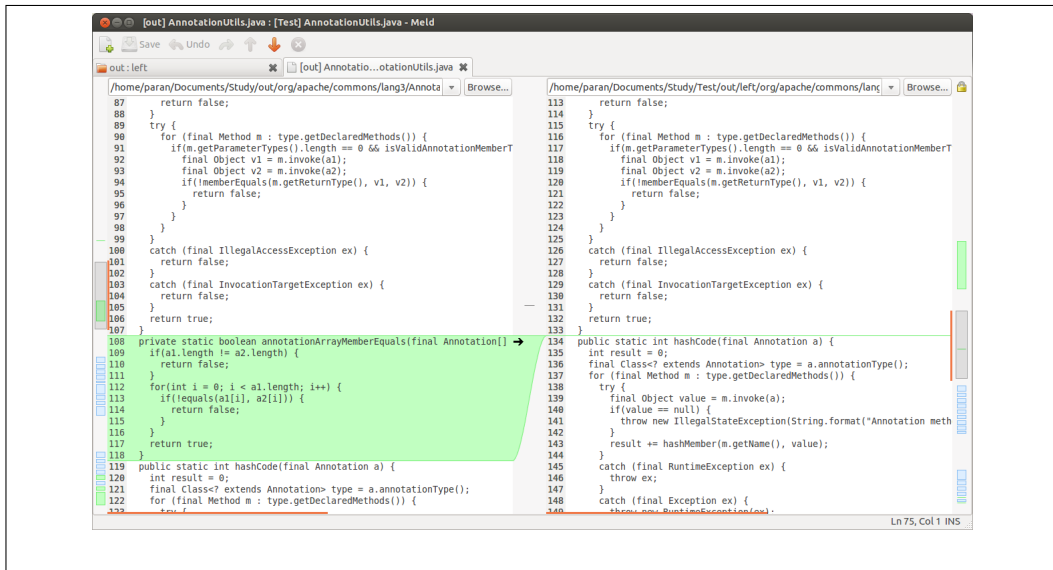 [out] AnnotationUtils.java : [Test] AnnotationUtils.java - Meld
Save Undo
out : left [out] Annotatio...otationUtils.java
/home/paran/Documents/Study/out/org/apache/commons/lang3/Annota Browse...
87 return false;
88 }
89 try {
90 for (final Method m : type.getDeclaredMethods()) {
91 if(m.getParameterTypes().length == 0 && isValidAnnotationMemberT
92 final Object v1 = m.invoke(a1);
93 final Object v2 = m.invoke(a2);
94 if(!memberEquals(m.getReturnType(), v1, v2)) {
95 return false;
96 }
97 }
98 }
99 }
100 catch (final IllegalAccessException ex) {
101 return false;
102 }
103 catch (final InvocationTargetException ex) {
104 return false;
105 }
106 return true;
107 }
108 private static boolean annotationArrayMemberEquals(final Annotation[]
109 if(a1.length != a2.length) {
110 return false;
111 }
112 for(int i = 0; i < a1.length; i++) {
113 if(!equals(a1[i], a2[i])) {
114 return false;
115 }
116 }
117 return true;
118 }
119 public static int hashCode(final Annotation a) {
120 int result = 0;
121 final Class<? extends Annotation> type = a.annotationType();
122 for (final Method m : type.getDeclaredMethods()) {
123 try {
/home/paran/Documents/Study/Test/out/left/org/apache/commons/lang Browse...
113 return false;
114 }
115 try {
116 for (final Method m : type.getDeclaredMethods()) {
117 if(m.getParameterTypes().length == 0 && isValidAnnotationMemberT
118 final Object v1 = m.invoke(a1);
119 final Object v2 = m.invoke(a2);
120 if(!memberEquals(m.getReturnType(), v1, v2)) {
121 return false;
122 }
123 }
124 }
125 }
126 catch (final IllegalAccessException ex) {
127 return false;
128 }
129 catch (final InvocationTargetException ex) {
130 return false;
131 }
132 return true;
133 }
134 public static int hashCode(final Annotation a) {
135 int result = 0;
136 final Class<? extends Annotation> type = a.annotationType();
137 for (final Method m : type.getDeclaredMethods()) {
138 try {
139 final Object value = m.invoke(a);
140 if(value == null) {
141 throw new IllegalStateException(String.format("Annotation meth
142 }
143 result += hashMember(m.getName(), value);
144 }
145 catch (final RuntimeException ex) {
146 throw ex;
147 }
148 catch (final Exception ex) {
149 throw new RuntimeException(ex);
Ln 75, Col 1 INS